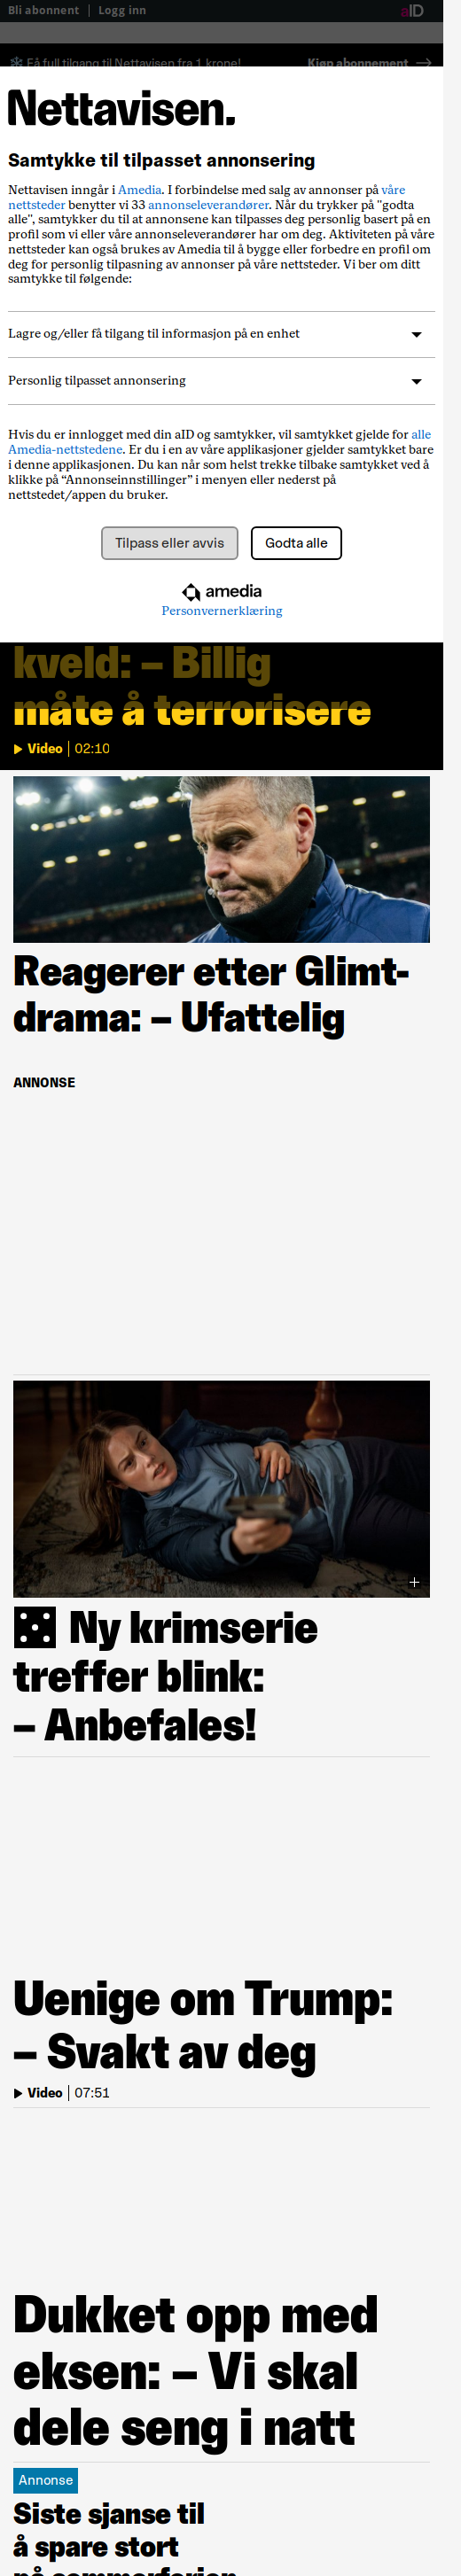 Bli abonnent | Logg inn aID
Få full tilgang til Nettavisen fra 1 krone! Kjøp abonnement
Nettavisen.
Samtykke til tilpasset annonsering
Nettavisen inngår i Amedia. I forbindelse med salg av annonser på våre
nettsteder benytter vi 33 annonseleverandører. Når du trykker på "godta
alle", samtykker du til at annonsene kan tilpasses deg personlig basert på en
profil som vi eller våre annonseleverandører har om deg. Aktiviteten på våre
nettsteder kan også brukes av Amedia til å bygge eller forbedre en profil om
deg for personlig tilpasning av annonser på våre nettsteder. Vi ber om ditt
samtykke til følgende:
Lagre og/eller få tilgang til informasjon på en enhet
Personlig tilpasset annonsering
Hvis du er innlogget med din aID og samtykker, vil samtykket gjelde for alle
Amedia-nettstedene. Er du i en av våre applikasjoner gjelder samtykket bare
i denne applikasjonen. Du kan når som helst trekke tilbake samtykket ved å
klikke på “Annonseinnstillinger” i menyen eller nederst på
nettstedet/appen du bruker.
Tilpass eller avvis Godta alle
amedia
Personvernerklæring
kveld: – Billig
måte å terrorisere
Video | 02:10
Reagerer etter Glimt-
drama: – Ufattelig
ANNONSE
Ny krimserie
treffer blink:
– Anbefales!
Uenige om Trump:
– Svakt av deg
Video | 07:51
Dukket opp med
eksen: – Vi skal
dele seng i natt
Annonse
Siste sjanse til
å spare stort
på sommerferien